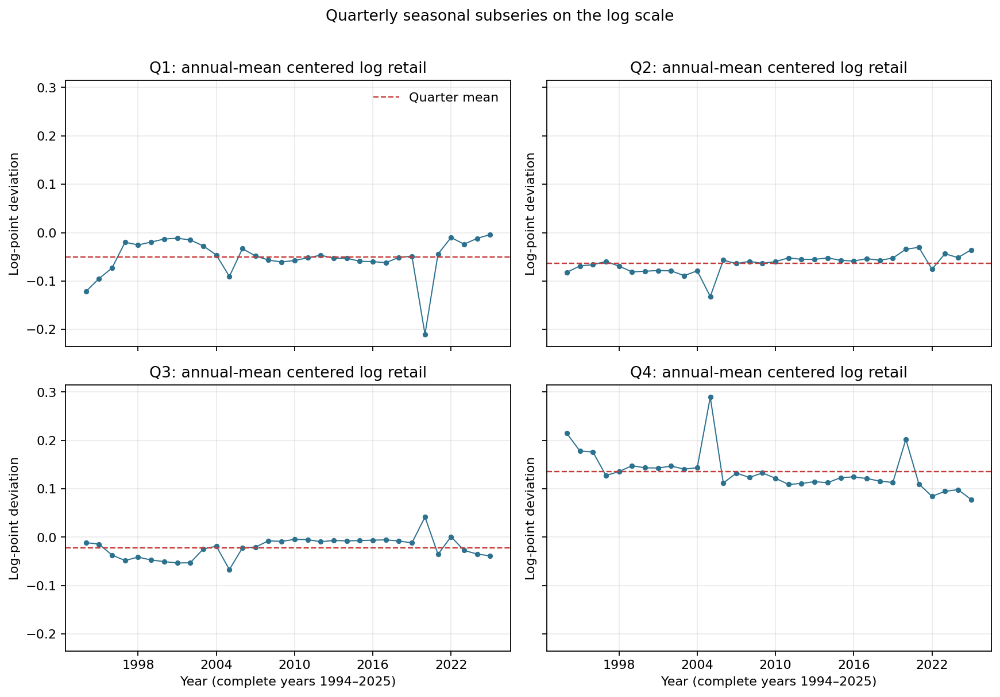 Quarterly seasonal subseries on the log scale
Q1: annual-mean centered log retail
Log-point deviation
0.3
0.2
0.1
0.0
−0.1
−0.2
Quarter mean
Q2: annual-mean centered log retail
Log-point deviation
Q3: annual-mean centered log retail
Log-point deviation
0.3
0.2
0.1
0.0
−0.1
−0.2
1998 2004 2010 2016 2022
Year (complete years 1994–2025)
Q4: annual-mean centered log retail
Log-point deviation
1998 2004 2010 2016 2022
Year (complete years 1994–2025)